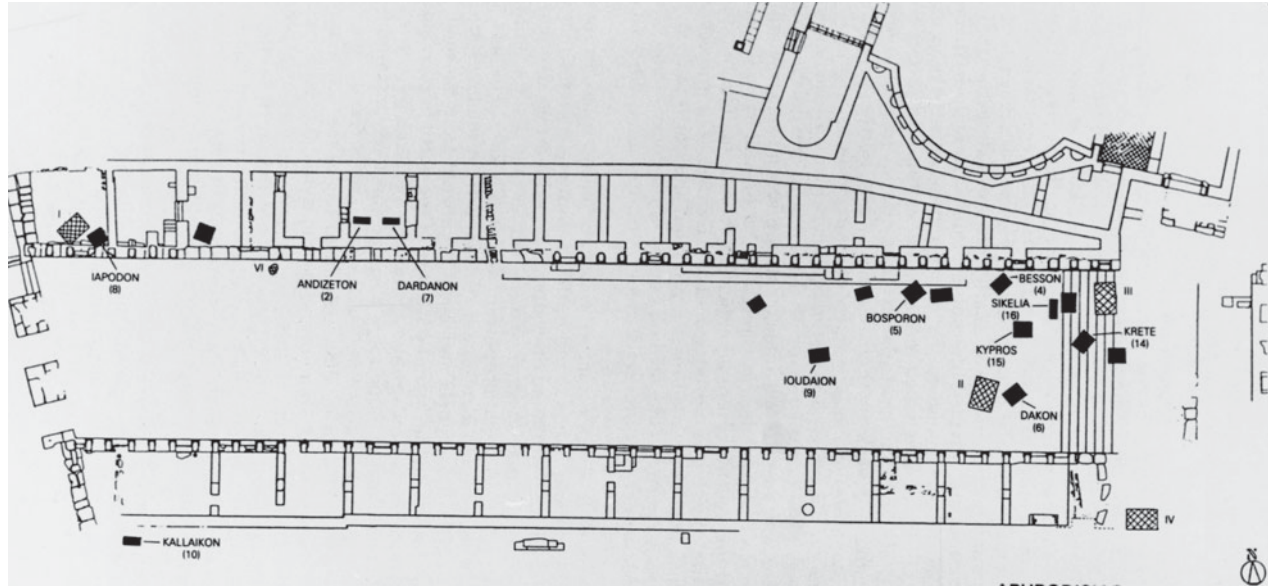 I
IAPODON
(8)
VI
ANDIZETON
(2)
DARDANON
(7)
BESSON
(4)
SIKELIA
(16)
III
BOSPORON
(5)
KRETE
(14)
KYPROS
(15)
IOUDAION
(9)
II
DAKON
(6)
KALLAIKON
(10)
IV
N